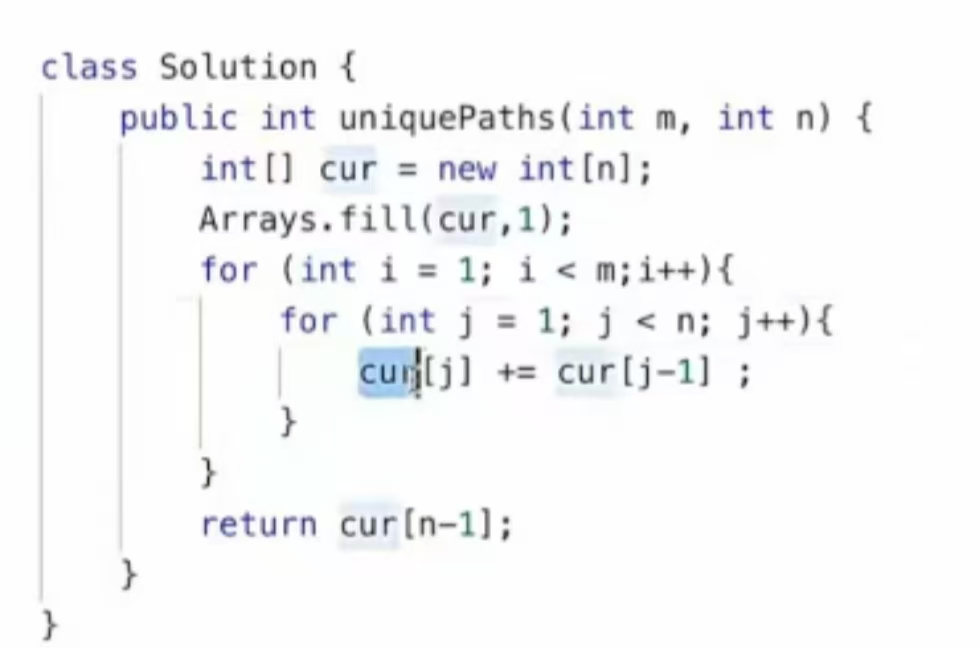 class Solution {
    public int uniquePaths(int m, int n) {
        int[] cur = new int[n];
        Arrays.fill(cur,1);
        for (int i = 1; i < m;i++){
            for (int j = 1; j < n; j++){
                cur[j] += cur[j-1] ;
            }
        }
        return cur[n-1];
    }
}